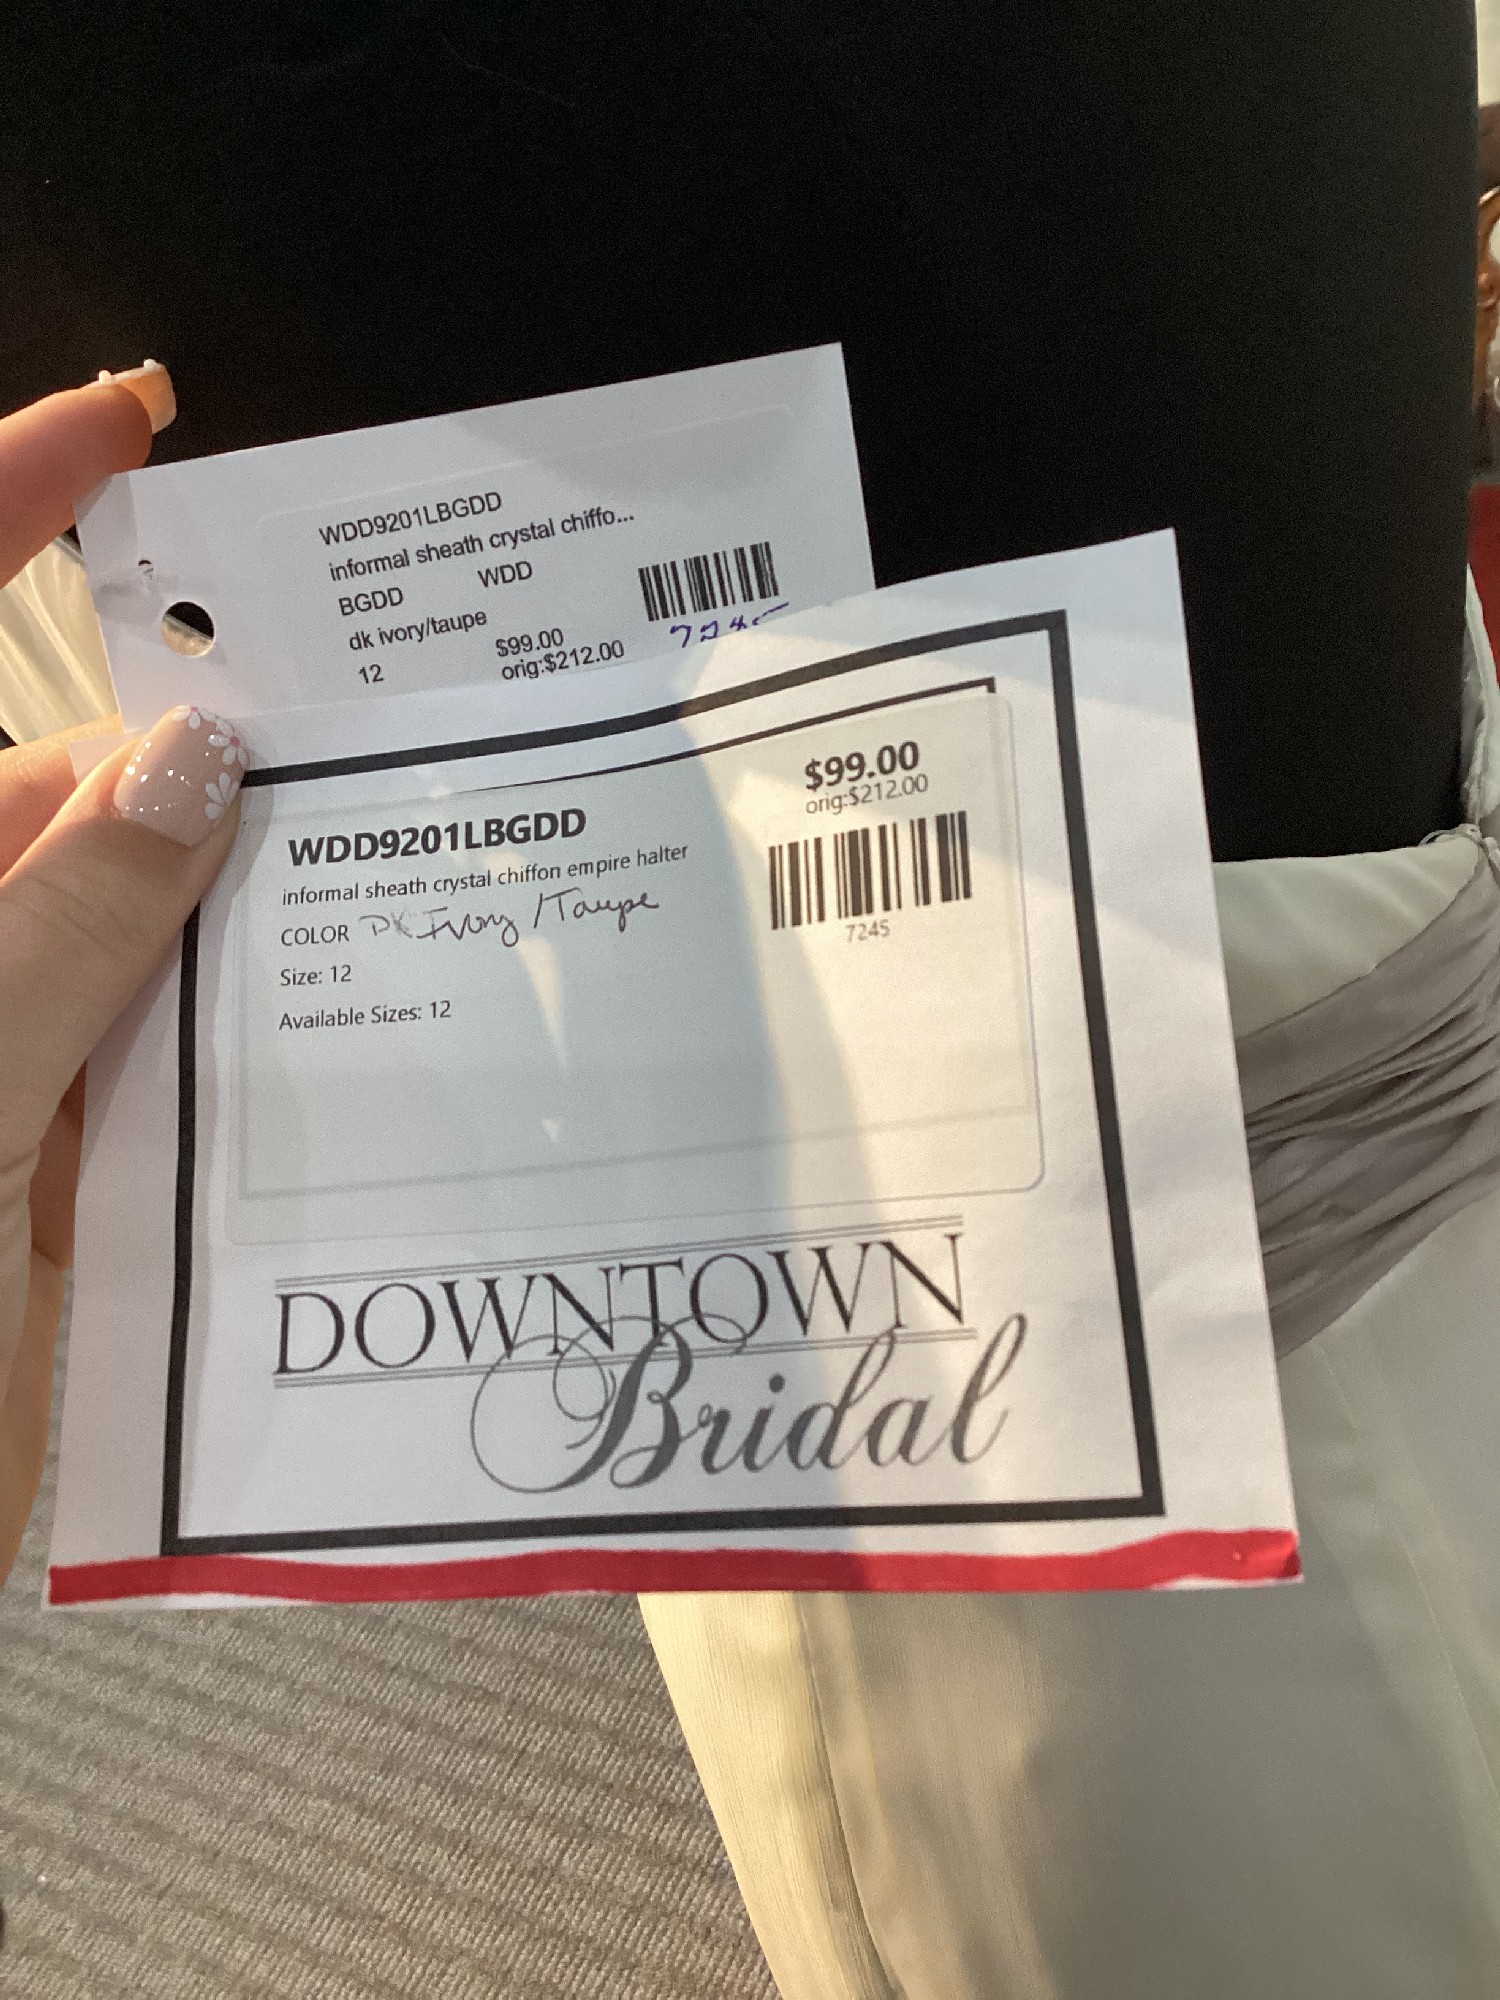 WDD9201LBGDD
informal sheath crystal chiffo...
BGDD WDD
dk ivory/taupe
12 $99.00
orig:$212.00
7245
$99.00
orig:$212.00
WDD9201LBGDD
informal sheath crystal chiffon empire halter
COLOR DK Ivory / Taupe
7245
Size: 12
Available Sizes: 12
DOWNTOWN
Bridal